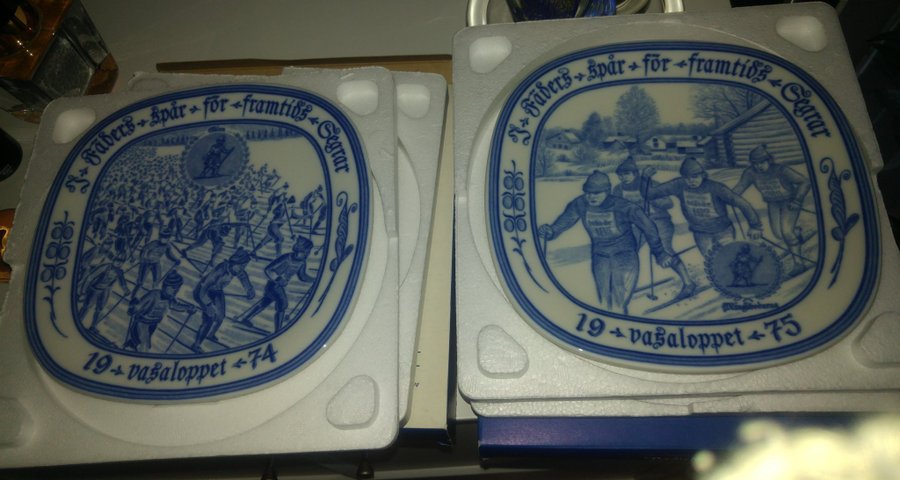 I Fäders spår för framtids Segrar
19 vasaloppet 74
I Fäders spår för framtids Segrar
19 vasaloppet 75